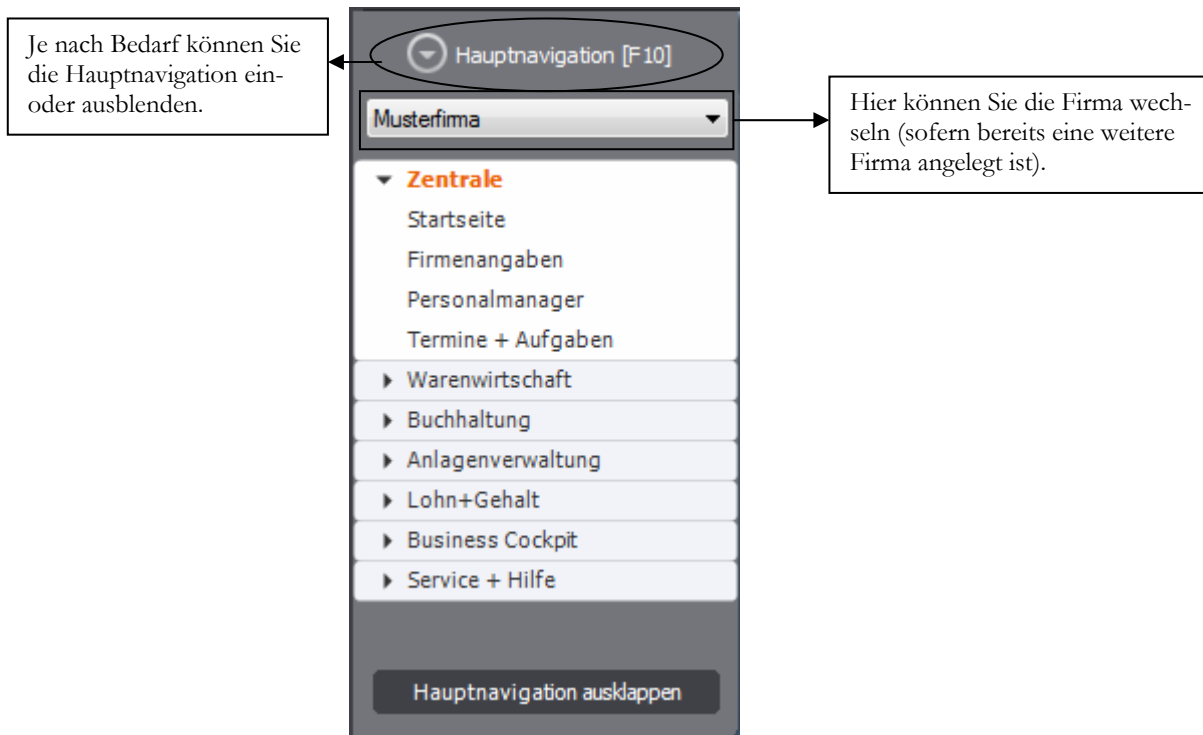 Je nach Bedarf können Sie
die Hauptnavigation ein-
oder ausblenden.
Hauptnavigation [F10]
Musterfirma
Hier können Sie die Firma wech-
seln (sofern bereits eine weitere
Firma angelegt ist).
Zentrale
Startseite
Firmenangaben
Personalmanager
Termine + Aufgaben
Warenwirtschaft
Buchhaltung
Anlagenverwaltung
Lohn+Gehalt
Business Cockpit
Service + Hilfe
Hauptnavigation ausklappen